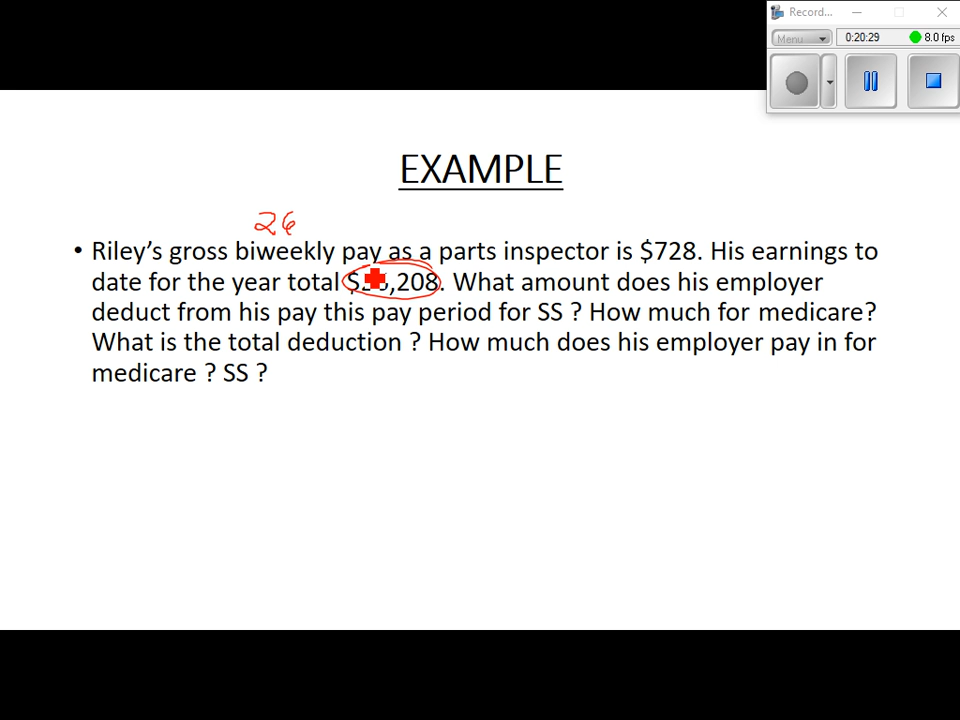 Record...
Menu
0:20:29
8.0 fps
EXAMPLE
26
• Riley’s gross biweekly pay as a parts inspector is $728. His earnings to
date for the year total . What amount does his employer
deduct from his pay this pay period for SS ? How much for medicare?
What is the total deduction ? How much does his employer pay in for
medicare ? SS ?